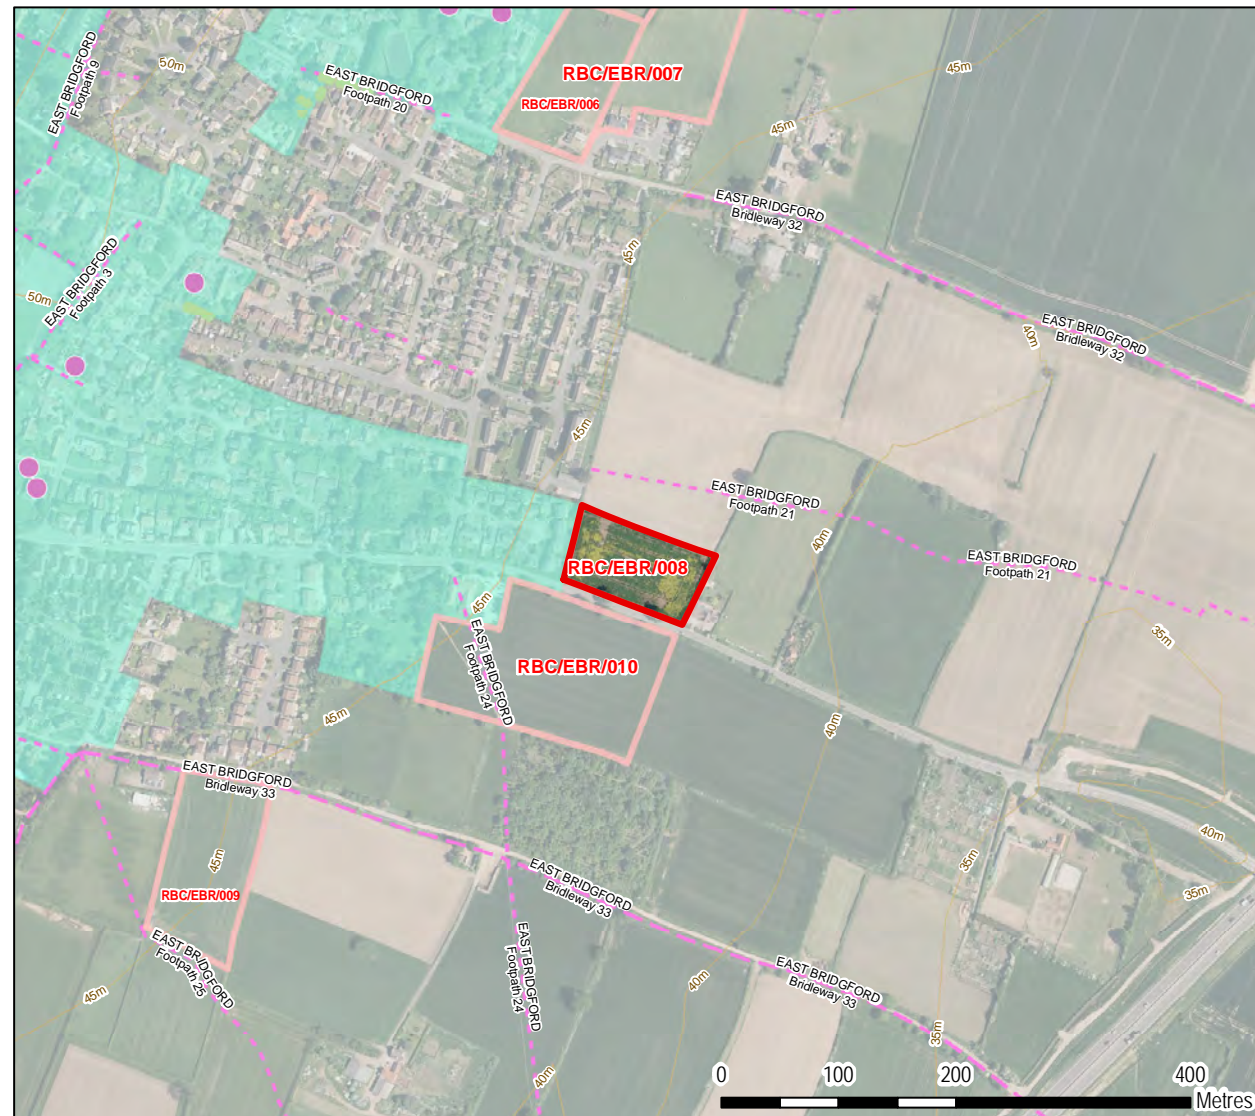 50m
EAST BRIDGFORD
Footpath 9
EAST BRIDGFORD
Footpath 20
RBC/EBR/007
RBC/EBR/006
45m
45m
EAST BRIDGFORD
Bridleway 32
45m
EAST BRIDGFORD
Footpath 3
50m
EAST BRIDGFORD
Bridleway 32
40m
45m
EAST BRIDGFORD
Footpath 21
40m
EAST BRIDGFORD
Footpath 21
RBC/EBR/008
45m
35m
EAST BRIDGFORD
Footpath 24
RBC/EBR/010
45m
40m
EAST BRIDGFORD
Bridleway 33
40m
45m
35m
RBC/EBR/009
EAST BRIDGFORD
Bridleway 33
35m
EAST BRIDGFORD
Footpath 25
EAST BRIDGFORD
Footpath 24
45m
40m
EAST BRIDGFORD
Bridleway 33
35m
40m
0 100 200 400
Metres